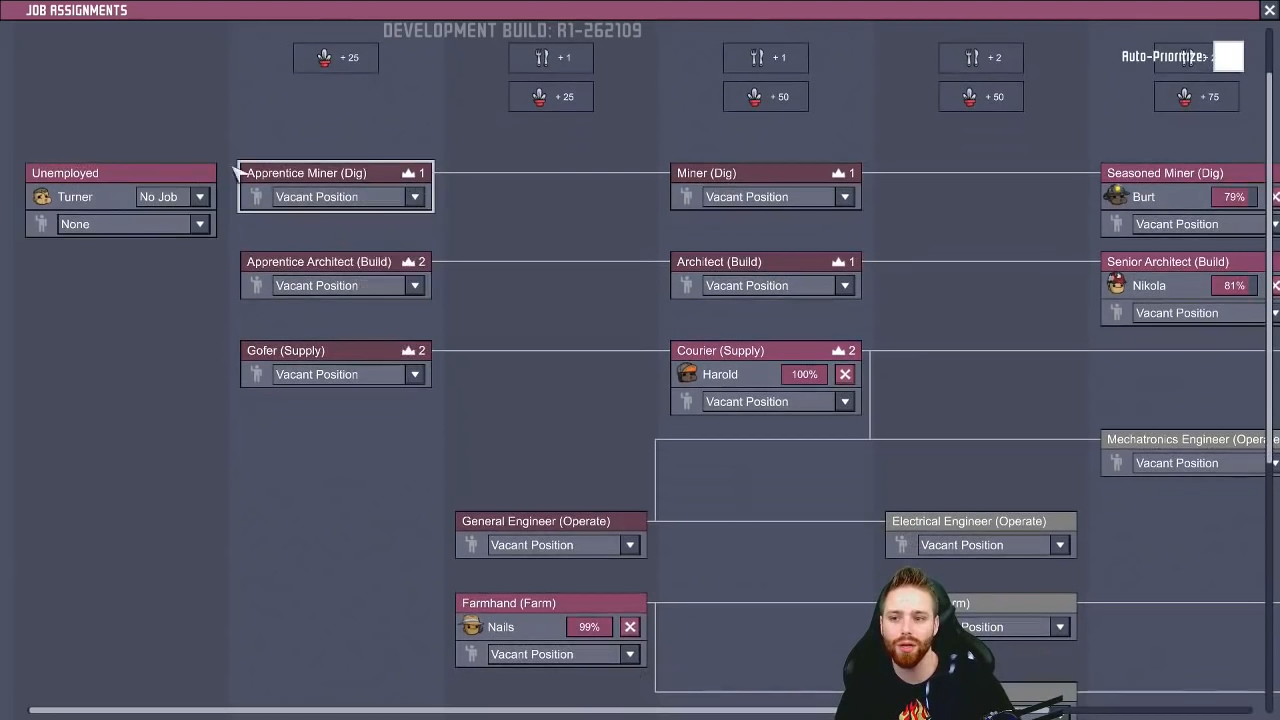 JOB ASSIGNMENTS
DEVELOPMENT BUILD: R1-262109
+ 25
+ 1
+ 1
+ 2
Auto-Prioritize:
+ 25
+ 50
+ 50
+ 75
Unemployed
Turner No Job
None
Apprentice Miner (Dig) 1
Vacant Position
Miner (Dig) 1
Vacant Position
Seasoned Miner (Dig)
Burt 79%
Vacant Position
Apprentice Architect (Build) 2
Vacant Position
Architect (Build) 1
Vacant Position
Senior Architect (Build)
Nikola 81%
Vacant Position
Gofer (Supply) 2
Vacant Position
Courier (Supply) 2
Harold 100%
Vacant Position
Mechatronics Engineer (Opera
Vacant Position
General Engineer (Operate)
Vacant Position
Electrical Engineer (Operate)
Vacant Position
Farmhand (Farm)
Nails 99%
Vacant Position
rm)
Position